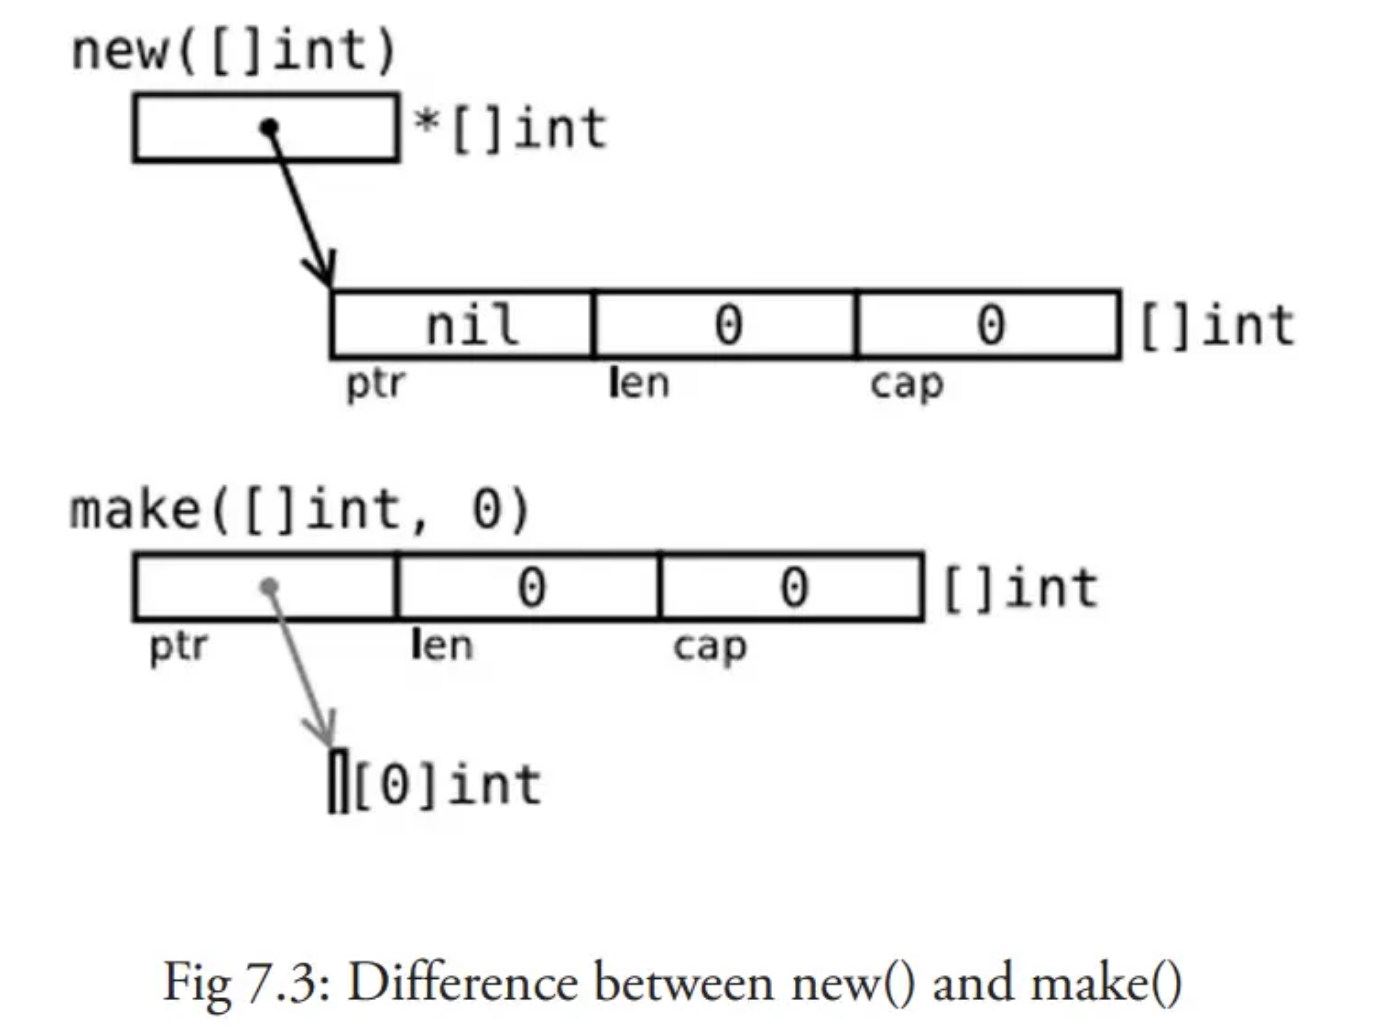 new([]int)
*[]int
nil 0 0 []int
ptr len cap
make([]int, 0)
0 0 []int
ptr len cap
[0]int
Fig 7.3: Difference between new() and make()